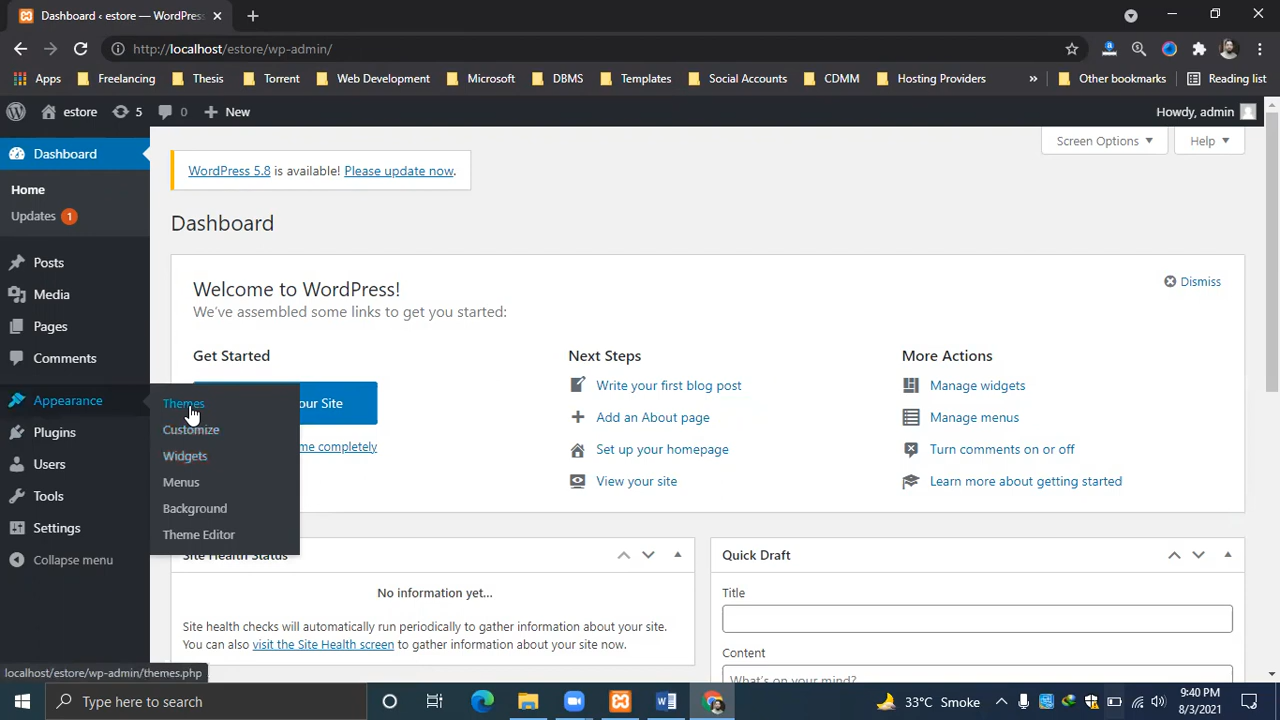 Dashboard ‹ estore — WordPress
http://localhost/estore/wp-admin/
Apps Freelancing Thesis Torrent Web Development Microsoft DBMS Templates Social Accounts CDMM Hosting Providers » Other bookmarks Reading list
estore 5 0 New Howdy, admin
Screen Options Help
Dashboard
Home
Updates 1
Posts
Media
Pages
Comments
Appearance
Plugins
Users
Tools
Settings
Collapse menu
Themes
Customize
Widgets
Menus
Background
Theme Editor
WordPress 5.8 is available! Please update now.
Dashboard
Welcome to WordPress!
Dismiss
We've assembled some links to get you started:
Get Started
our Site
me completely
Next Steps
Write your first blog post
Add an About page
Set up your homepage
View your site
More Actions
Manage widgets
Manage menus
Turn comments on or off
Learn more about getting started
Site Health Status
No information yet...
Site health checks will automatically run periodically to gather information about your site.
You can also visit the Site Health screen to gather information about your site now.
Quick Draft
Title
Content
What's on your mind?
localhost/estore/wp-admin/themes.php
Type here to search
33°C Smoke
9:40 PM
8/3/2021